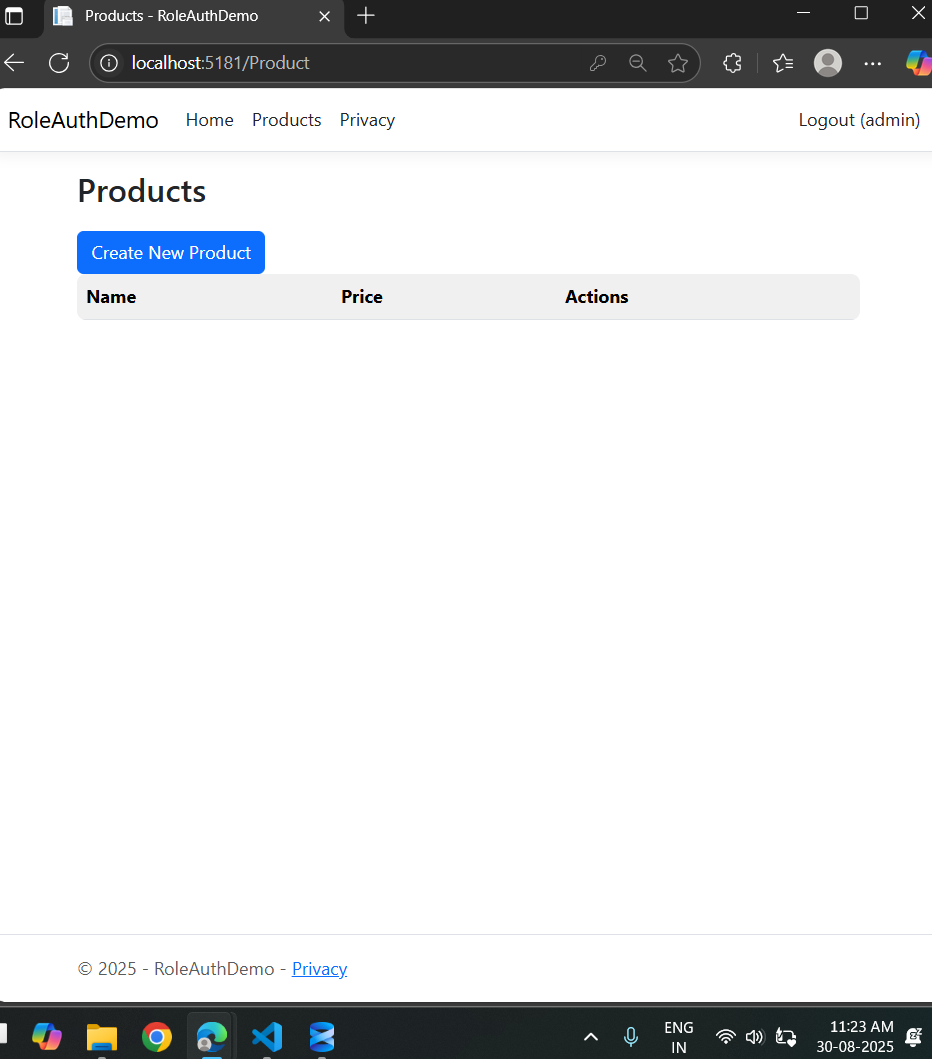 Products - RoleAuthDemo
localhost:5181/Product
RoleAuthDemo Home Products Privacy Logout (admin)
Products
Create New Product
Name Price Actions
© 2025 - RoleAuthDemo - Privacy
ENG
IN
11:23 AM
30-08-2025